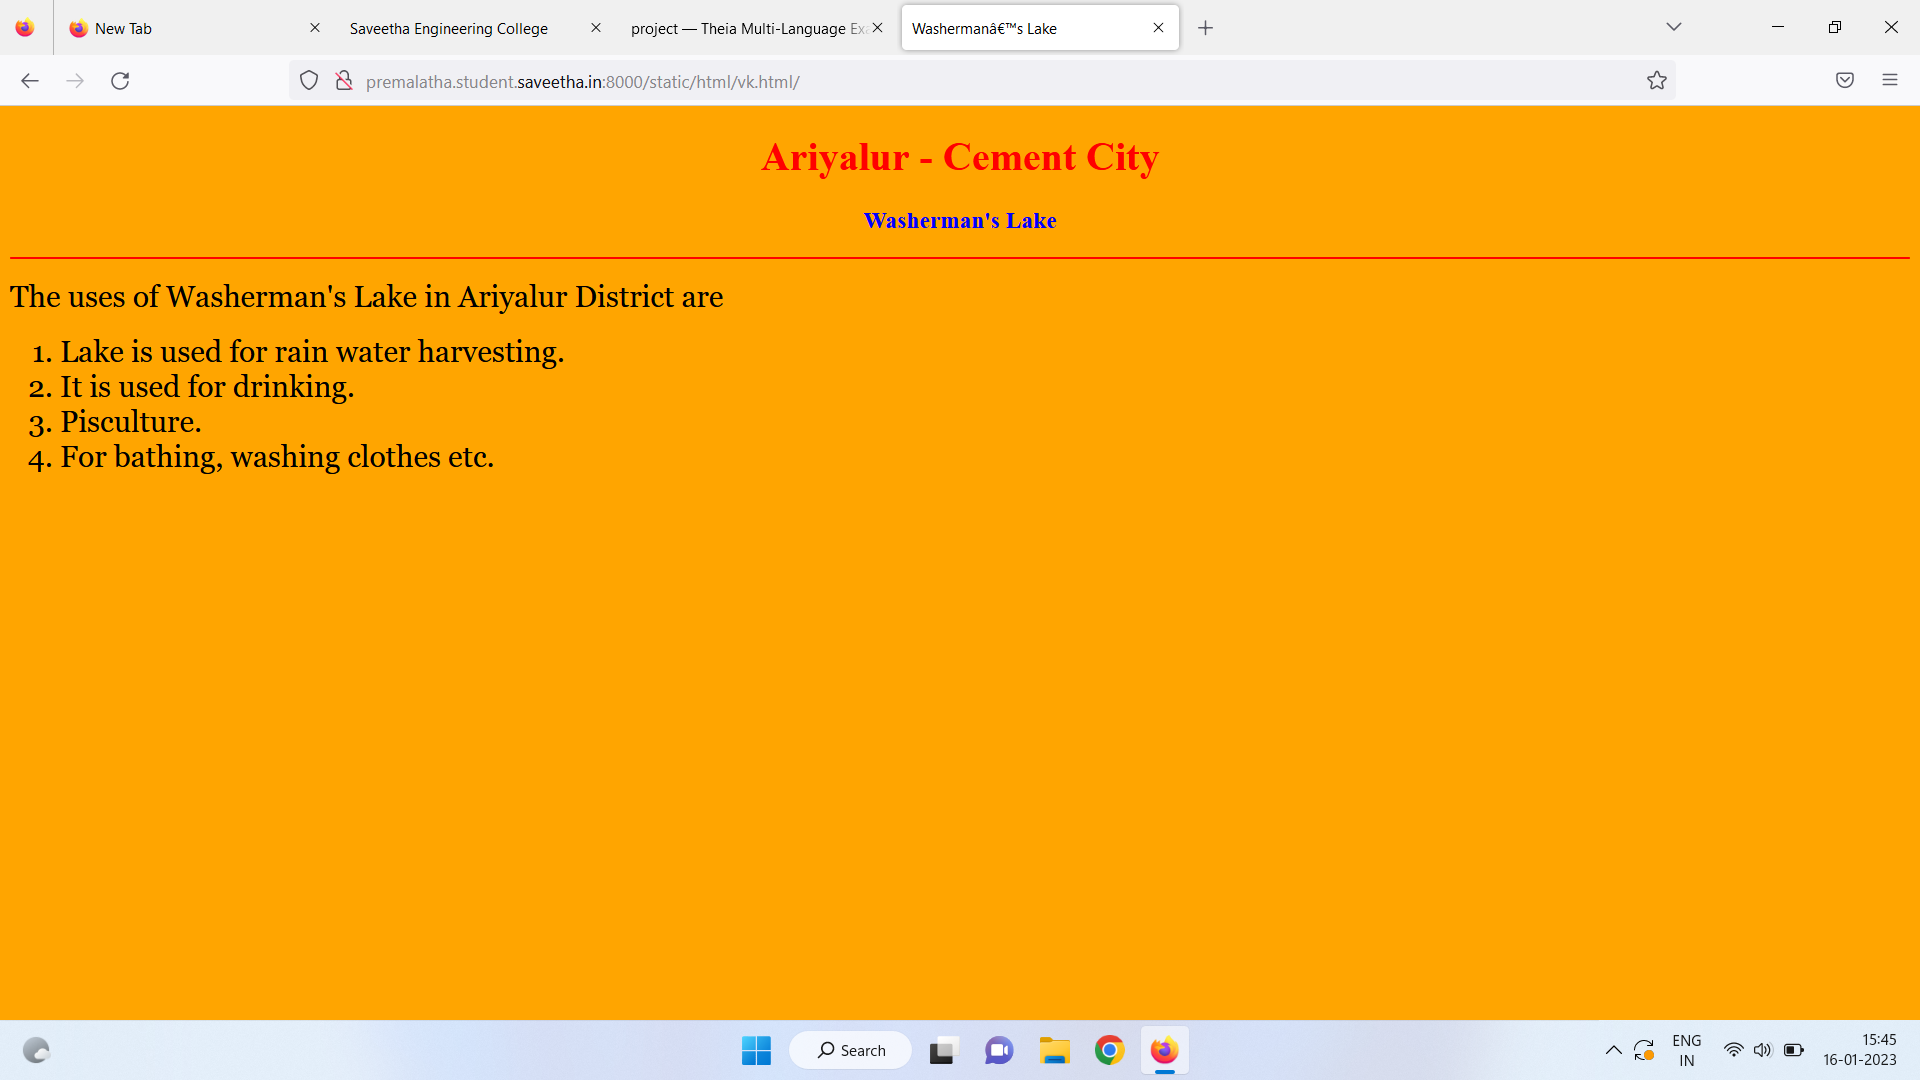 New Tab
Saveetha Engineering College
project — Theia Multi-Language Exa
Washermanâ€™s Lake
premalatha.student.saveetha.in:8000/static/html/vk.html/
Ariyalur - Cement City
Washerman's Lake
The uses of Washerman's Lake in Ariyalur District are
1. Lake is used for rain water harvesting.
2. It is used for drinking.
3. Pisculture.
4. For bathing, washing clothes etc.
Search
ENG
IN
15:45
16-01-2023